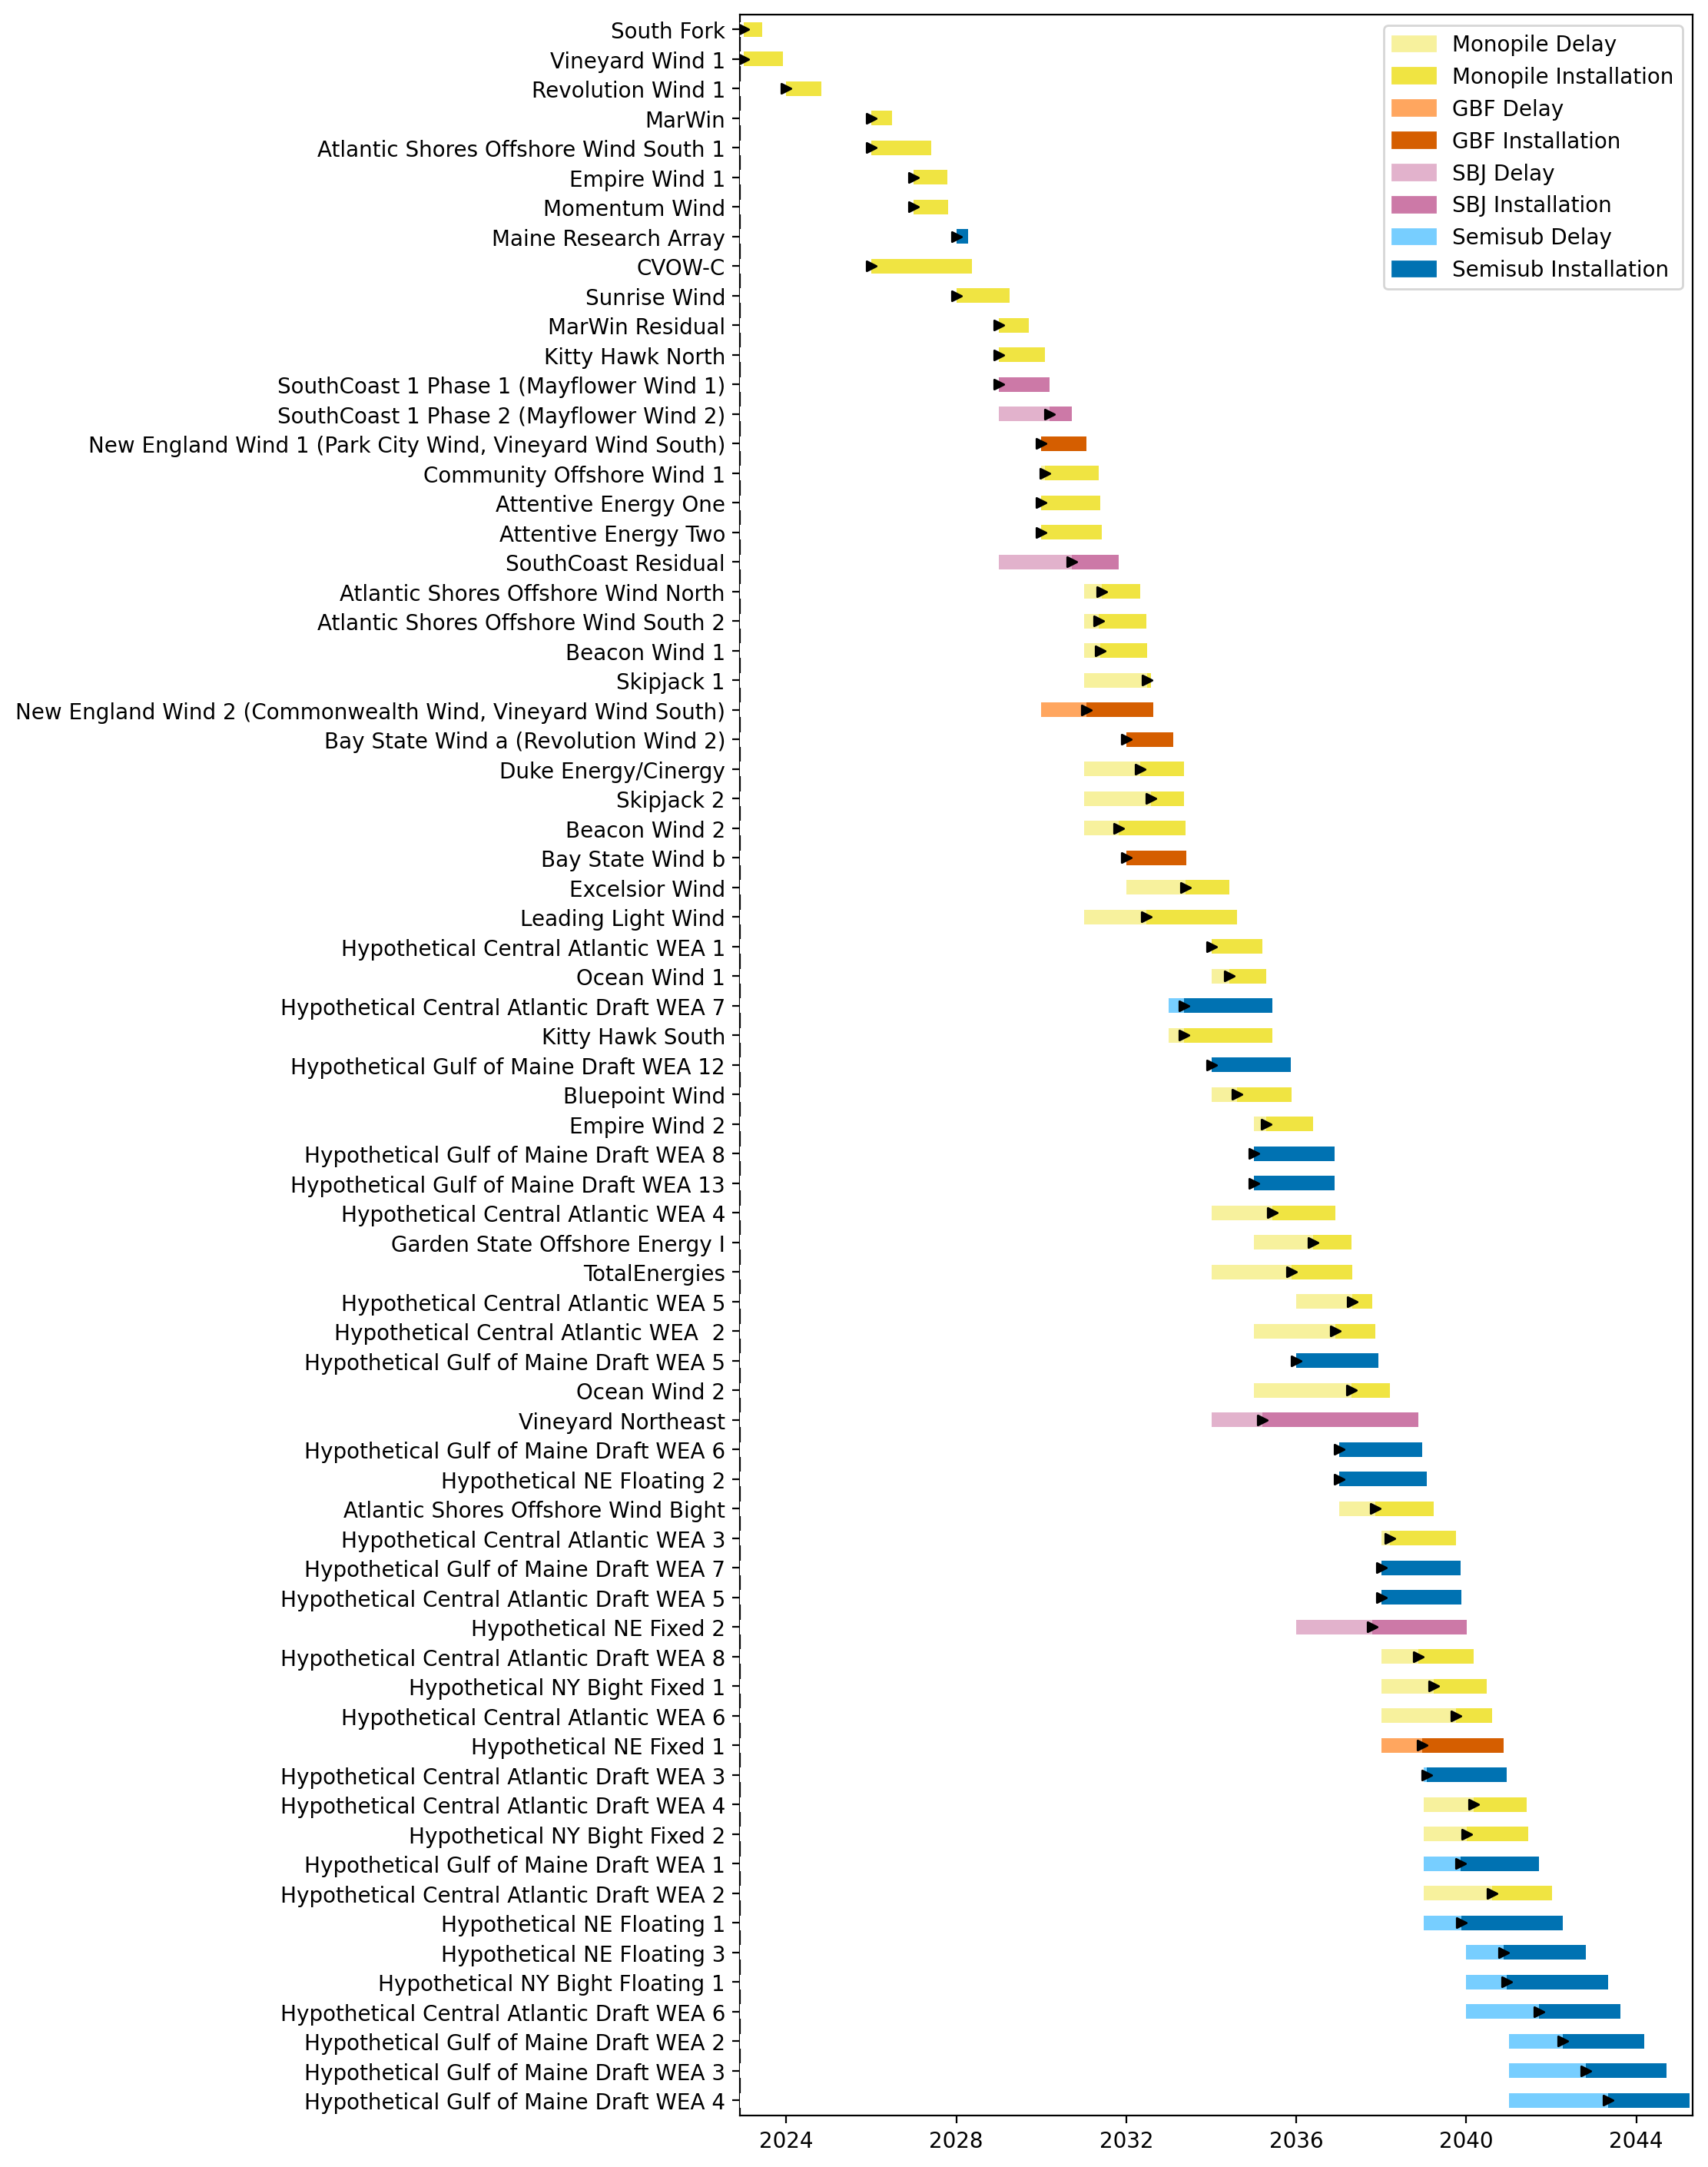 South Fork
Vineyard Wind 1
Revolution Wind 1
MarWin
Atlantic Shores Offshore Wind South 1
Empire Wind 1
Momentum Wind
Maine Research Array
CVOW-C
Sunrise Wind
MarWin Residual
Kitty Hawk North
SouthCoast 1 Phase 1 (Mayflower Wind 1)
SouthCoast 1 Phase 2 (Mayflower Wind 2)
New England Wind 1 (Park City Wind, Vineyard Wind South)
Community Offshore Wind 1
Attentive Energy One
Attentive Energy Two
SouthCoast Residual
Atlantic Shores Offshore Wind North
Atlantic Shores Offshore Wind South 2
Beacon Wind 1
Skipjack 1
New England Wind 2 (Commonwealth Wind, Vineyard Wind South)
Bay State Wind a (Revolution Wind 2)
Duke Energy/Cinergy
Skipjack 2
Beacon Wind 2
Bay State Wind b
Excelsior Wind
Leading Light Wind
Hypothetical Central Atlantic WEA 1
Ocean Wind 1
Hypothetical Central Atlantic Draft WEA 7
Kitty Hawk South
Hypothetical Gulf of Maine Draft WEA 12
Bluepoint Wind
Empire Wind 2
Hypothetical Gulf of Maine Draft WEA 8
Hypothetical Gulf of Maine Draft WEA 13
Hypothetical Central Atlantic WEA 4
Garden State Offshore Energy I
TotalEnergies
Hypothetical Central Atlantic WEA 5
Hypothetical Central Atlantic WEA  2
Hypothetical Gulf of Maine Draft WEA 5
Ocean Wind 2
Vineyard Northeast
Hypothetical Gulf of Maine Draft WEA 6
Hypothetical NE Floating 2
Atlantic Shores Offshore Wind Bight
Hypothetical Central Atlantic WEA 3
Hypothetical Gulf of Maine Draft WEA 7
Hypothetical Central Atlantic Draft WEA 5
Hypothetical NE Fixed 2
Hypothetical Central Atlantic Draft WEA 8
Hypothetical NY Bight Fixed 1
Hypothetical Central Atlantic WEA 6
Hypothetical NE Fixed 1
Hypothetical Central Atlantic Draft WEA 3
Hypothetical Central Atlantic Draft WEA 4
Hypothetical NY Bight Fixed 2
Hypothetical Gulf of Maine Draft WEA 1
Hypothetical Central Atlantic Draft WEA 2
Hypothetical NE Floating 1
Hypothetical NE Floating 3
Hypothetical NY Bight Floating 1
Hypothetical Central Atlantic Draft WEA 6
Hypothetical Gulf of Maine Draft WEA 2
Hypothetical Gulf of Maine Draft WEA 3
Hypothetical Gulf of Maine Draft WEA 4
2024 2028 2032 2036 2040 2044
Monopile Delay
Monopile Installation
GBF Delay
GBF Installation
SBJ Delay
SBJ Installation
Semisub Delay
Semisub Installation